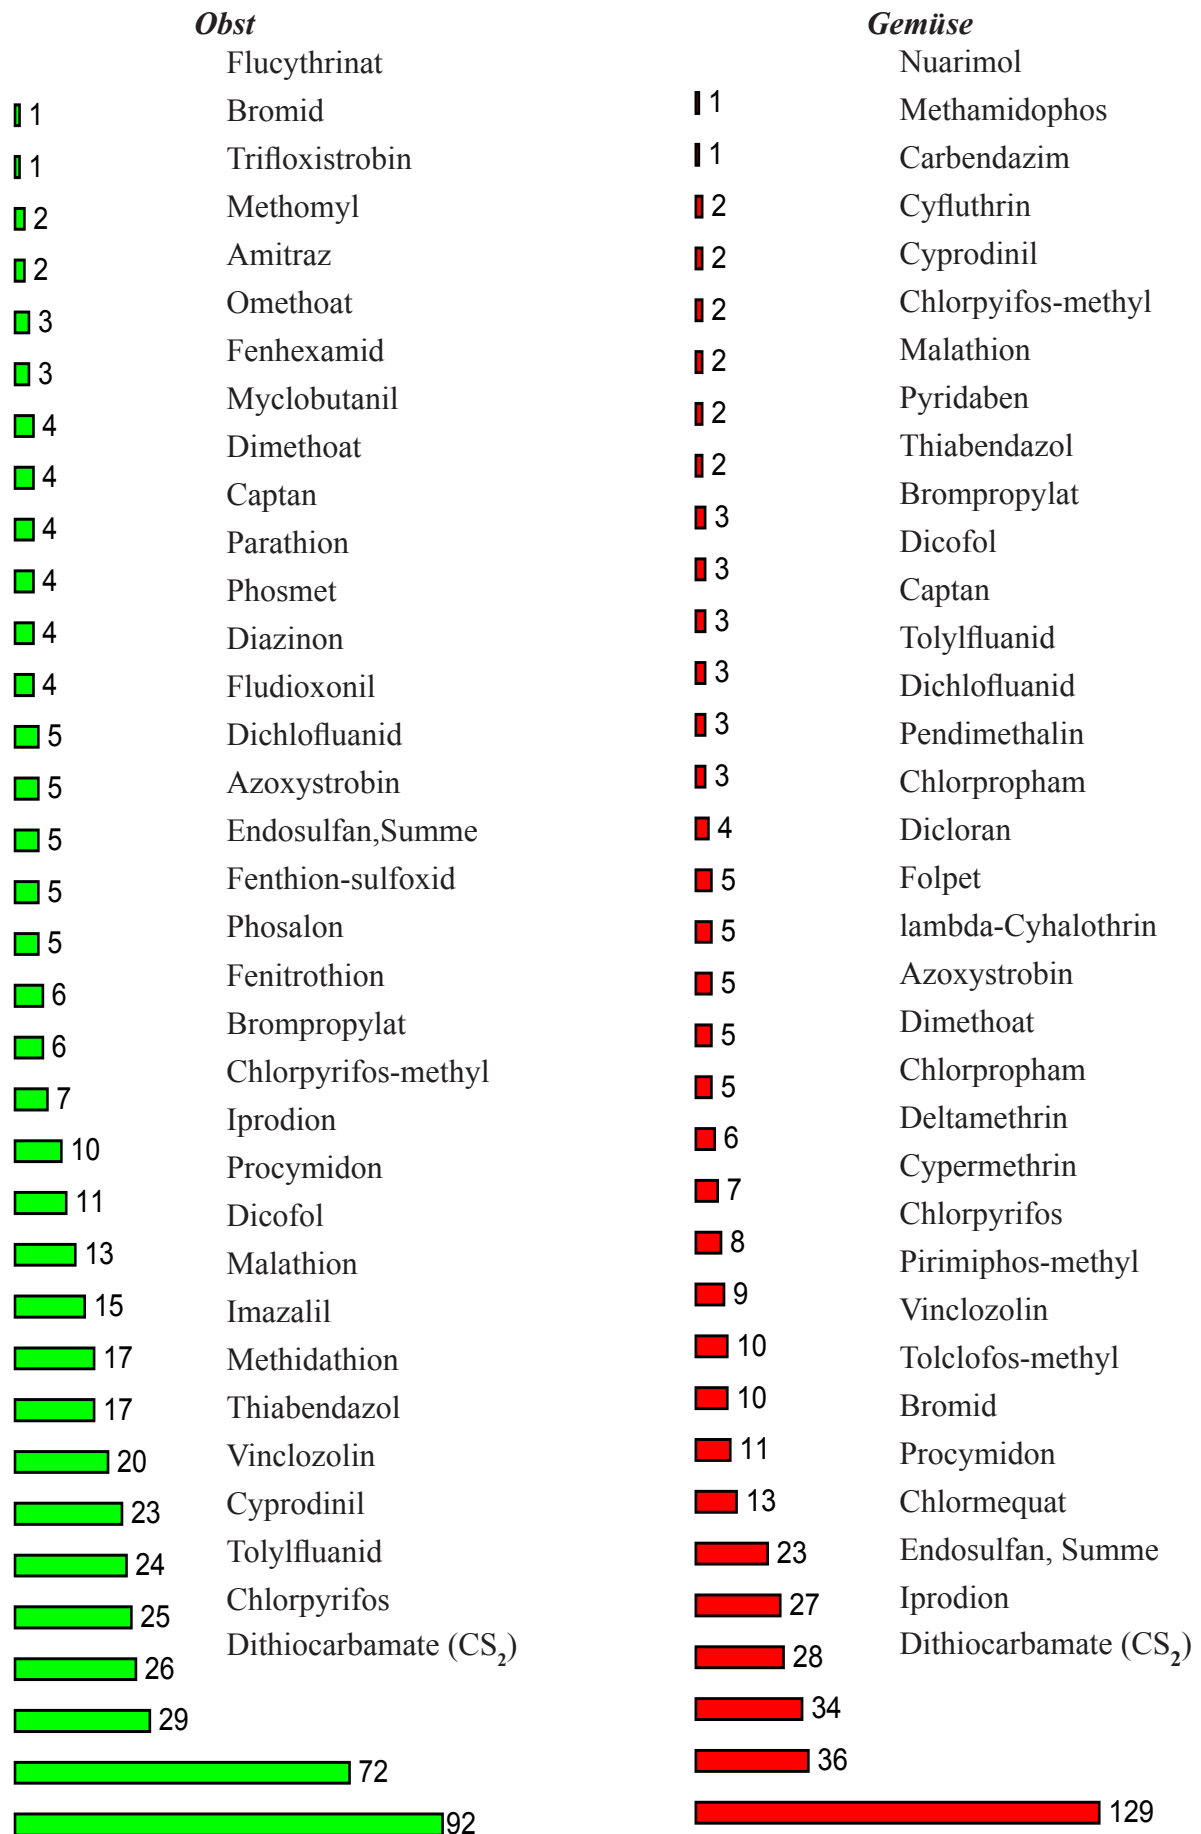 Obst
1
1
2
2
3
3
4
4
4
4
4
4
5
5
5
5
5
6
6
7
10
11
13
15
17
17
20
23
24
25
26
29
72
92
Flucythrinat
Bromid
Trifloxistrobin
Methomyl
Amitraz
Omethoat
Fenhexamid
Myclobutanil
Dimethoat
Captan
Parathion
Phosmet
Diazinon
Fludioxonil
Dichlofluanid
Azoxystrobin
Endosulfan,Summe
Fenthion-sulfoxid
Phosalon
Fenitrothion
Brompropylat
Chlorpyrifos-methyl
Iprodion
Procymidon
Dicofol
Malathion
Imazalil
Methidathion
Thiabendazol
Vinclozolin
Cyprodinil
Tolylfluanid
Chlorpyrifos
Dithiocarbamate (CS₂)
Gemüse
1
1
2
2
2
2
2
2
3
3
3
3
3
3
4
5
5
5
5
5
6
7
8
9
10
10
11
13
23
27
28
34
36
129
Nuarimol
Methamidophos
Carbendazim
Cyfluthrin
Cyprodinil
Chlorpyifos-methyl
Malathion
Pyridaben
Thiabendazol
Brompropylat
Dicofol
Captan
Tolylfluanid
Dichlofluanid
Pendimethalin
Chlorpropham
Dicloran
Folpet
lambda-Cyhalothrin
Azoxystrobin
Dimethoat
Chlorpropham
Deltamethrin
Cypermethrin
Chlorpyrifos
Pirimiphos-methyl
Vinclozolin
Tolclofos-methyl
Bromid
Procymidon
Chlormequat
Endosulfan, Summe
Iprodion
Dithiocarbamate (CS₂)